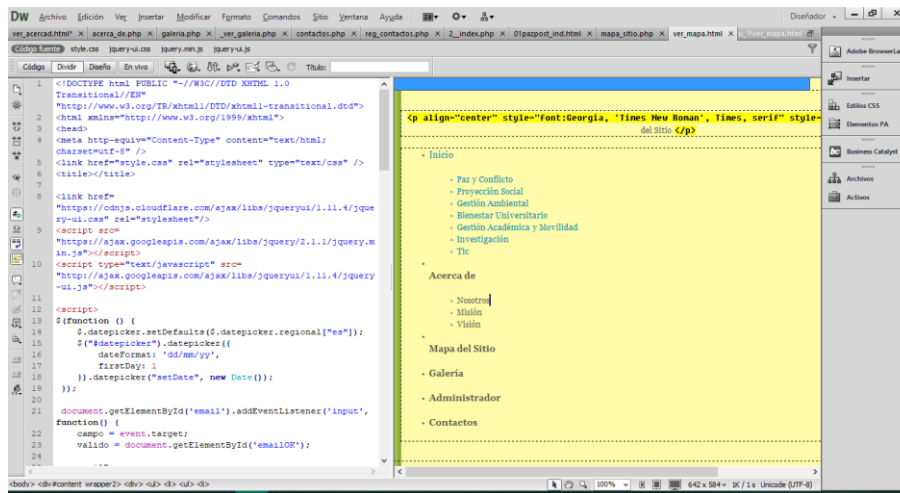 DW Archivo Edición Ver Insertar Modificar Formato Comandos Sitio Ventana Ayuda Diseñador
ver_acercad.html* × acerca_de.php × galeria.php × _ver_galeria.php × contactos.php × reg_contactos.php × 2__index.php × 01pazpost_ind.html × mapa_sitio.php × ver_mapa.html ×
Código fuente style.css jquery-ui.css jquery.min.js jquery-ui.js
Código Dividir Diseño En vivo Título:
1 <!DOCTYPE html PUBLIC "-//W3C//DTD XHTML 1.0
Transitional//EN"
"http://www.w3.org/TR/xhtml1/DTD/xhtml1-transitional.dtd">
2 <html xmlns="http://www.w3.org/1999/xhtml">
3 <head>
4 <meta http-equiv="Content-Type" content="text/html;
charset=utf-8" />
5 <link href="style.css" rel="stylesheet" type="text/css" />
6 <title></title>
7
8 <link href=
"https://cdnjs.cloudflare.com/ajax/libs/jqueryui/1.11.4/jque
ry-ui.css" rel="stylesheet"/>
9 <script src=
"https://ajax.googleapis.com/ajax/libs/jquery/2.1.1/jquery.m
in.js"></script>
10 <script type="text/javascript" src=
"http://ajax.googleapis.com/ajax/libs/jqueryui/1.11.4/jquery
-ui.js"></script>
11
12 <script>
13 $(function () {
14 $.datepicker.setDefaults($.datepicker.regional["es"]);
15 $("#datepicker").datepicker({
16 dateFormat: 'dd/mm/yy',
17 firstDay: 1
18 }).datepicker("setDate", new Date());
19 });
20
21 document.getElementById('email').addEventListener('input',
function() {
22 campo = event.target;
23 valido = document.getElementById('emailOK');
24
<p align="center" style="font:Georgia, 'Times New Roman', Times, serif" style=
del Sitio </p>
Inicio
Paz y Conflicto
Proyección Social
Gestión Ambiental
Bienestar Universitario
Gestión Académica y Movilidad
Investigación
Tic
Acerca de
Nosotros
Misión
Visión
Mapa del Sitio
Galería
Administrador
Contactos
Adobe BrowserLa
Insertar
Estilos CSS
Elementos PA
Business Catalyst
Archivos
Activos
<body> <div#content_wrapper2> <div> <ul> <li> <ul> <li> 100% 642 x 584 1K / 1 s Unicode (UTF-8)